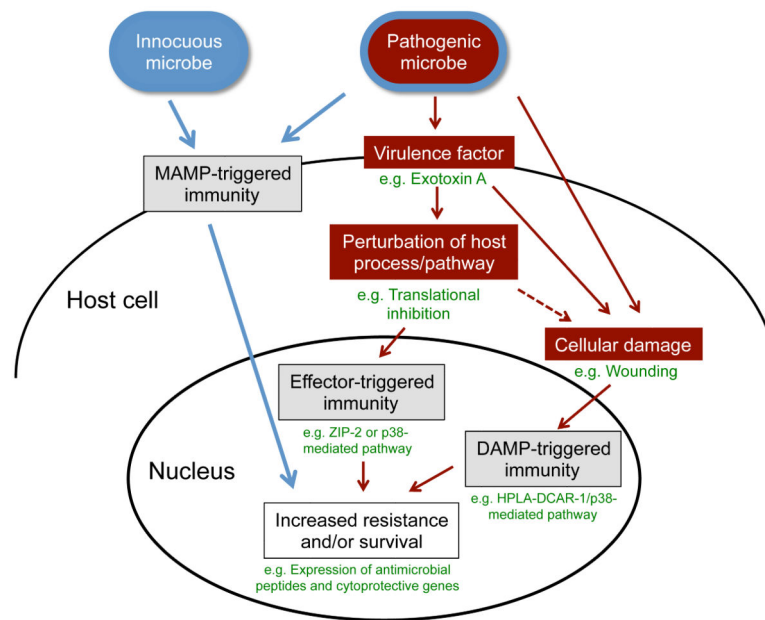 Innocuous
microbe
Pathogenic
microbe
MAMP-triggered
immunity
Virulence factor
e.g. Exotoxin A
Perturbation of host
process/pathway
e.g. Translational
inhibition
Host cell
Cellular damage
e.g. Wounding
Effector-triggered
immunity
e.g. ZIP-2 or p38-
mediated pathway
Nucleus
DAMP-triggered
immunity
e.g. HPLA-DCAR-1/p38-
mediated pathway
Increased resistance
and/or survival
e.g. Expression of antimicrobial
peptides and cytoprotective genes